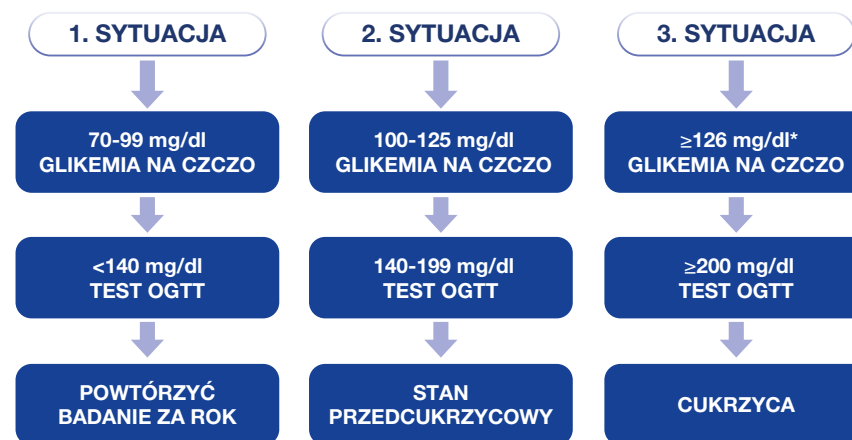 1. SYTUACJA
70-99 mg/dl
GLIKEMIA NA CZCZO
<140 mg/dl
TEST OGTT
POWTÓRZYĆ
BADANIE ZA ROK
2. SYTUACJA
100-125 mg/dl
GLIKEMIA NA CZCZO
140-199 mg/dl
TEST OGTT
STAN
PRZEDCUKRZYCOWY
3. SYTUACJA
≥126 mg/dl*
GLIKEMIA NA CZCZO
≥200 mg/dl
TEST OGTT
CUKRZYCA